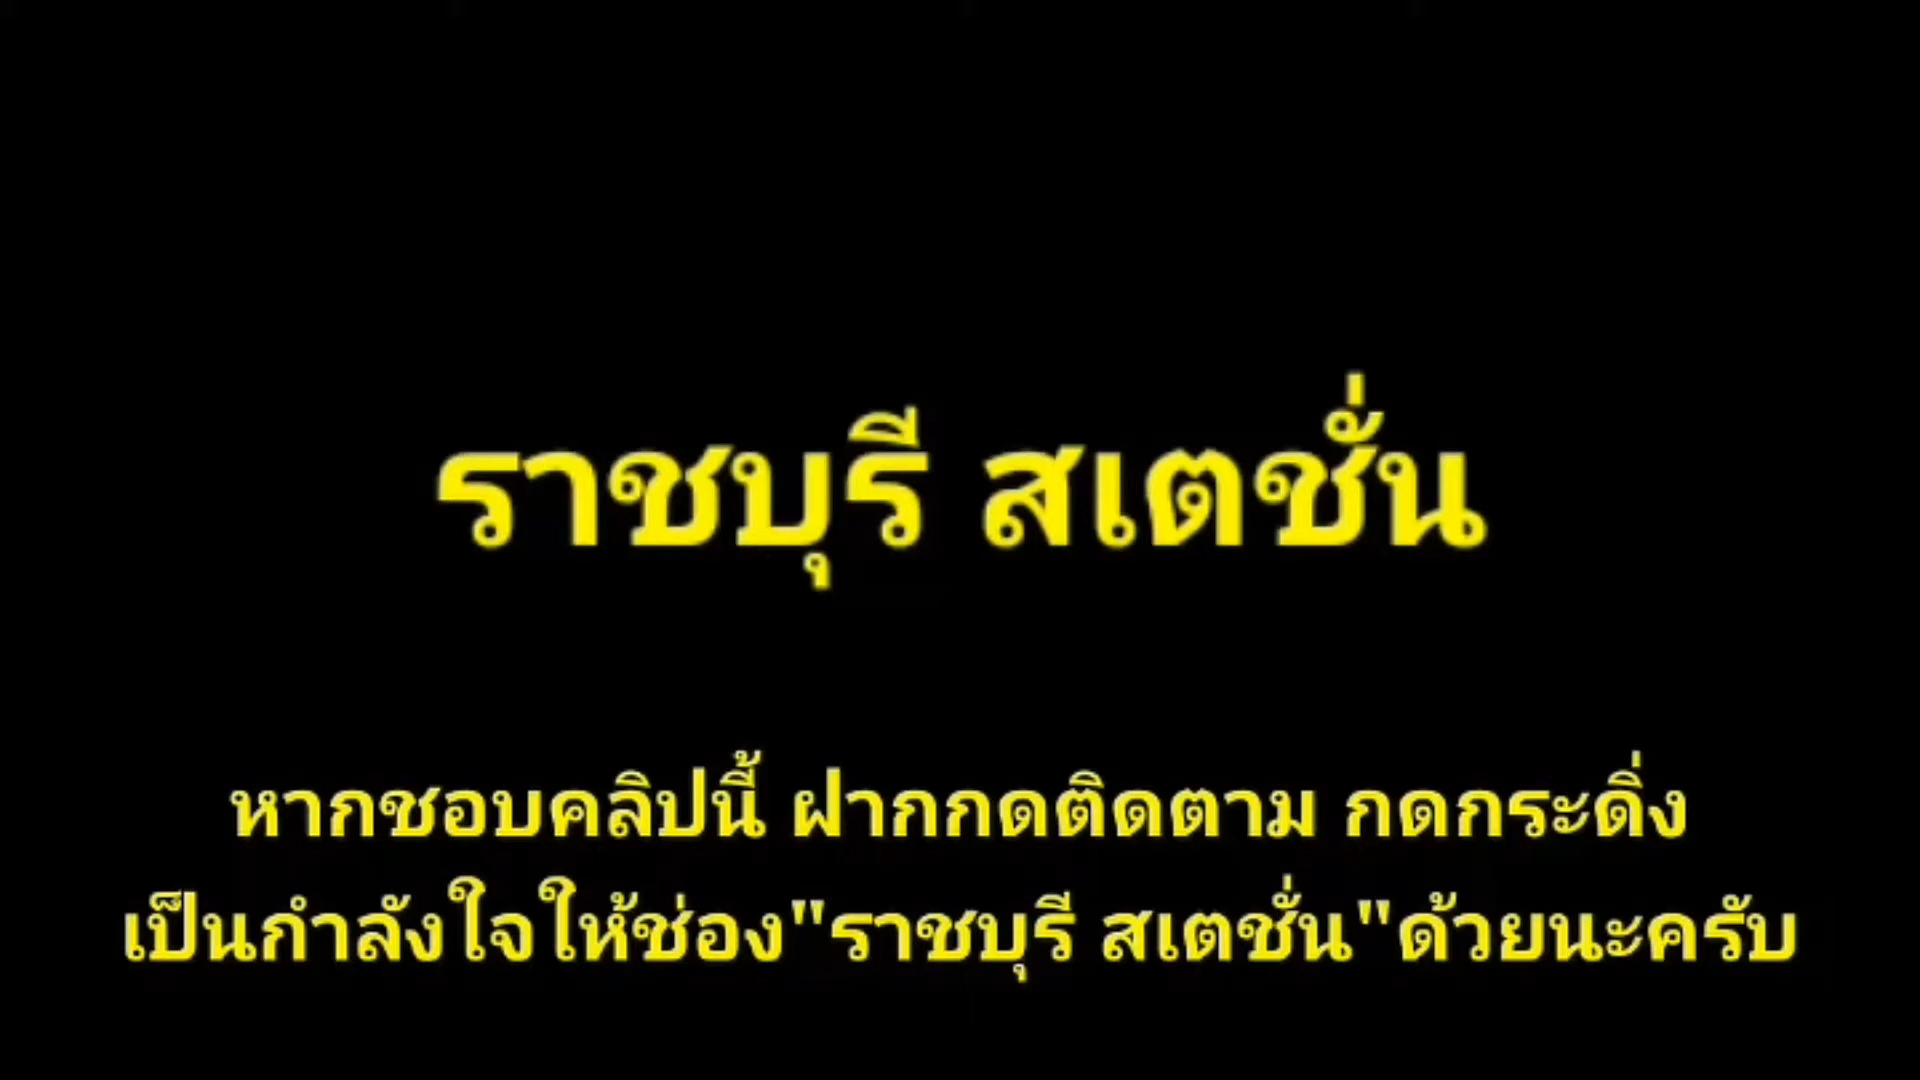 ราชบุรี สเตชั่น
หากชอบคลิปนี้ ฝากกดติดตาม กดกระดิ่ง
เป็นกำลังใจให้ช่อง"ราชบุรี สเตชั่น"ด้วยนะครับ